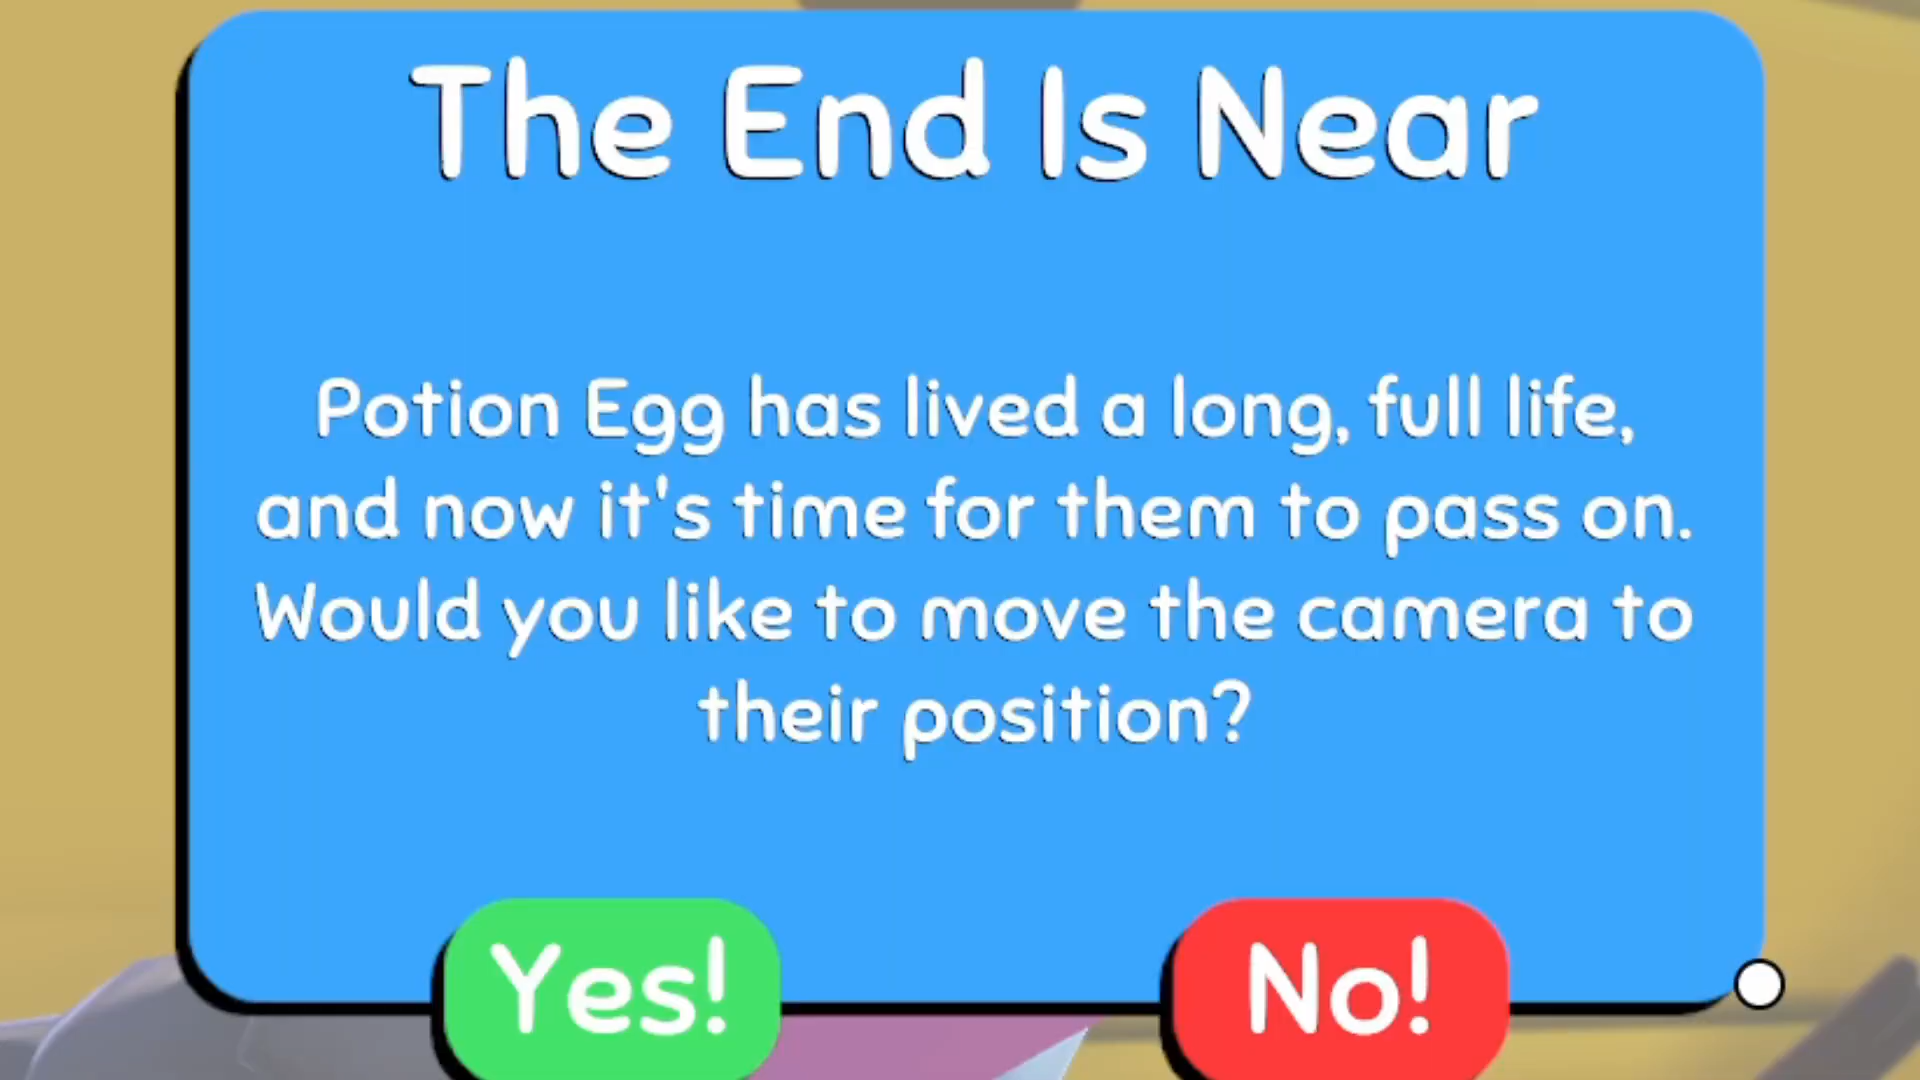 The End Is Near
Potion Egg has lived a long, full life,
and now it's time for them to pass on.
Would you like to move the camera to
their position?
Yes!
No!